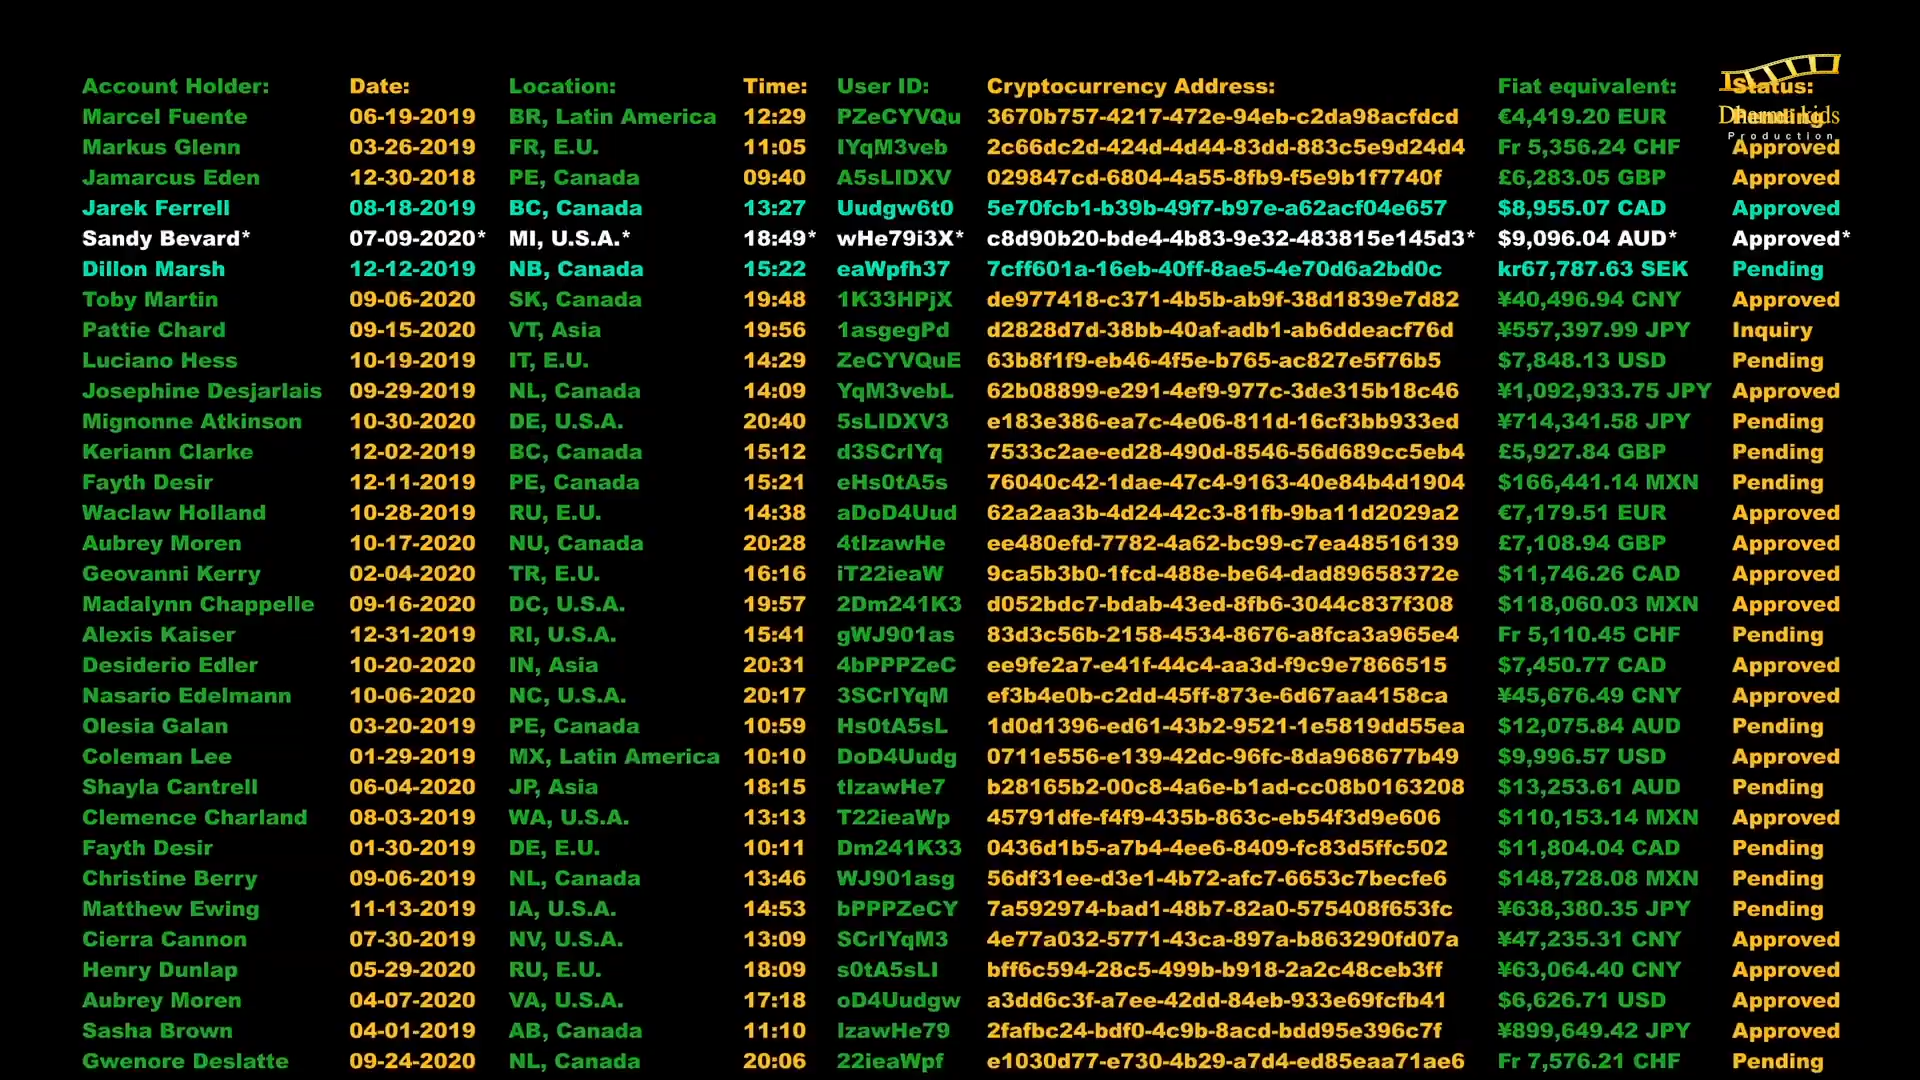 Account Holder: Date: Location: Time: User ID: Cryptocurrency Address: Fiat equivalent: Status:
Marcel Fuente 06-19-2019 BR, Latin America 12:29 PZeCYVQu 3670b757-4217-472e-94eb-c2da98acfdcd €4,419.20 EUR Pending
Dharma kids
Production
Markus Glenn 03-26-2019 FR, E.U. 11:05 IYqM3veb 2c66dc2d-424d-4d44-83dd-883c5e9d24d4 Fr 5,356.24 CHF Approved
Jamarcus Eden 12-30-2018 PE, Canada 09:40 A5sLIDXV 029847cd-6804-4a55-8fb9-f5e9b1f7740f £6,283.05 GBP Approved
Jarek Ferrell 08-18-2019 BC, Canada 13:27 Uudgw6t0 5e70fcb1-b39b-49f7-b97e-a62acf04e657 $8,955.07 CAD Approved
Sandy Bevard* 07-09-2020* MI, U.S.A.* 18:49* wHe79i3X* c8d90b20-bde4-4b83-9e32-483815e145d3* $9,096.04 AUD* Approved*
Dillon Marsh 12-12-2019 NB, Canada 15:22 eaWpfh37 7cff601a-16eb-40ff-8ae5-4e70d6a2bd0c kr67,787.63 SEK Pending
Toby Martin 09-06-2020 SK, Canada 19:48 1K33HPjX de977418-c371-4b5b-ab9f-38d1839e7d82 ¥40,496.94 CNY Approved
Pattie Chard 09-15-2020 VT, Asia 19:56 1asgegPd d2828d7d-38bb-40af-adb1-ab6ddeacf76d ¥557,397.99 JPY Inquiry
Luciano Hess 10-19-2019 IT, E.U. 14:29 ZeCYVQuE 63b8f1f9-eb46-4f5e-b765-ac827e5f76b5 $7,848.13 USD Pending
Josephine Desjarlais 09-29-2019 NL, Canada 14:09 YqM3vebL 62b08899-e291-4ef9-977c-3de315b18c46 ¥1,092,933.75 JPY Approved
Mignonne Atkinson 10-30-2020 DE, U.S.A. 20:40 5sLIDXV3 e183e386-ea7c-4e06-811d-16cf3bb933ed ¥714,341.58 JPY Pending
Keriann Clarke 12-02-2019 BC, Canada 15:12 d3SCrIYq 7533c2ae-ed28-490d-8546-56d689cc5eb4 £5,927.84 GBP Pending
Fayth Desir 12-11-2019 PE, Canada 15:21 eHs0tA5s 76040c42-1dae-47c4-9163-40e84b4d1904 $166,441.14 MXN Pending
Waclaw Holland 10-28-2019 RU, E.U. 14:38 aDoD4Uud 62a2aa3b-4d24-42c3-81fb-9ba11d2029a2 €7,179.51 EUR Approved
Aubrey Moren 10-17-2020 NU, Canada 20:28 4tIzawHe ee480efd-7782-4a62-bc99-c7ea48516139 £7,108.94 GBP Approved
Geovanni Kerry 02-04-2020 TR, E.U. 16:16 iT22ieaW 9ca5b3b0-1fcd-488e-be64-dad89658372e $11,746.26 CAD Approved
Madalynn Chappelle 09-16-2020 DC, U.S.A. 19:57 2Dm241K3 d052bdc7-bdab-43ed-8fb6-3044c837f308 $118,060.03 MXN Approved
Alexis Kaiser 12-31-2019 RI, U.S.A. 15:41 gWJ901as 83d3c56b-2158-4534-8676-a8fca3a965e4 Fr 5,110.45 CHF Pending
Desiderio Edler 10-20-2020 IN, Asia 20:31 4bPPPZeC ee9fe2a7-e41f-44c4-aa3d-f9c9e7866515 $7,450.77 CAD Approved
Nasario Edelmann 10-06-2020 NC, U.S.A. 20:17 3SCrIYqM ef3b4e0b-c2dd-45ff-873e-6d67aa4158ca ¥45,676.49 CNY Approved
Olesia Galan 03-20-2019 PE, Canada 10:59 Hs0tA5sL 1d0d1396-ed61-43b2-9521-1e5819dd55ea $12,075.84 AUD Pending
Coleman Lee 01-29-2019 MX, Latin America 10:10 DoD4Uudg 0711e556-e139-42dc-96fc-8da968677b49 $9,996.57 USD Approved
Shayla Cantrell 06-04-2020 JP, Asia 18:15 tIzawHe7 b28165b2-00c8-4a6e-b1ad-cc08b0163208 $13,253.61 AUD Pending
Clemence Charland 08-03-2019 WA, U.S.A. 13:13 T22ieaWp 45791dfe-f4f9-435b-863c-eb54f3d9e606 $110,153.14 MXN Approved
Fayth Desir 01-30-2019 DE, E.U. 10:11 Dm241K33 0436d1b5-a7b4-4ee6-8409-fc83d5ffc502 $11,804.04 CAD Pending
Christine Berry 09-06-2019 NL, Canada 13:46 WJ901asg 56df31ee-d3e1-4b72-afc7-6653c7becfe6 $148,728.08 MXN Pending
Matthew Ewing 11-13-2019 IA, U.S.A. 14:53 bPPPZeCY 7a592974-bad1-48b7-82a0-575408f653fc ¥638,380.35 JPY Pending
Cierra Cannon 07-30-2019 NV, U.S.A. 13:09 SCrIYqM3 4e77a032-5771-43ca-897a-b863290fd07a ¥47,235.31 CNY Approved
Henry Dunlap 05-29-2020 RU, E.U. 18:09 s0tA5sLI bff6c594-28c5-499b-b918-2a2c48ceb3ff ¥63,064.40 CNY Approved
Aubrey Moren 04-07-2020 VA, U.S.A. 17:18 oD4Uudgw a3dd6c3f-a7ee-42dd-84eb-933e69fcfb41 $6,626.71 USD Approved
Sasha Brown 04-01-2019 AB, Canada 11:10 IzawHe79 2fafbc24-bdf0-4c9b-8acd-bdd95e396c7f ¥899,649.42 JPY Approved
Gwenore Deslatte 09-24-2020 NL, Canada 20:06 22ieaWpf e1030d77-e730-4b29-a7d4-ed85eaa71ae6 Fr 7,576.21 CHF Pending